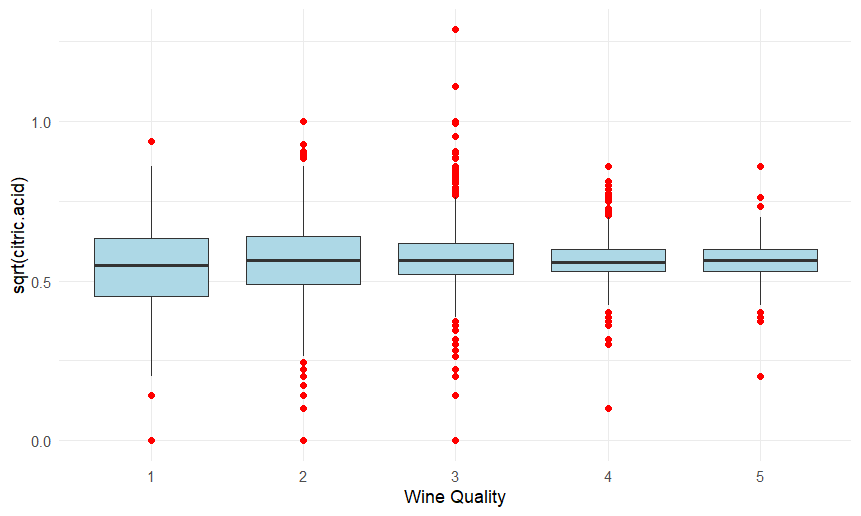 sqrt(citric.acid)
1.0
0.5
0.0
1 2 3 4 5
Wine Quality